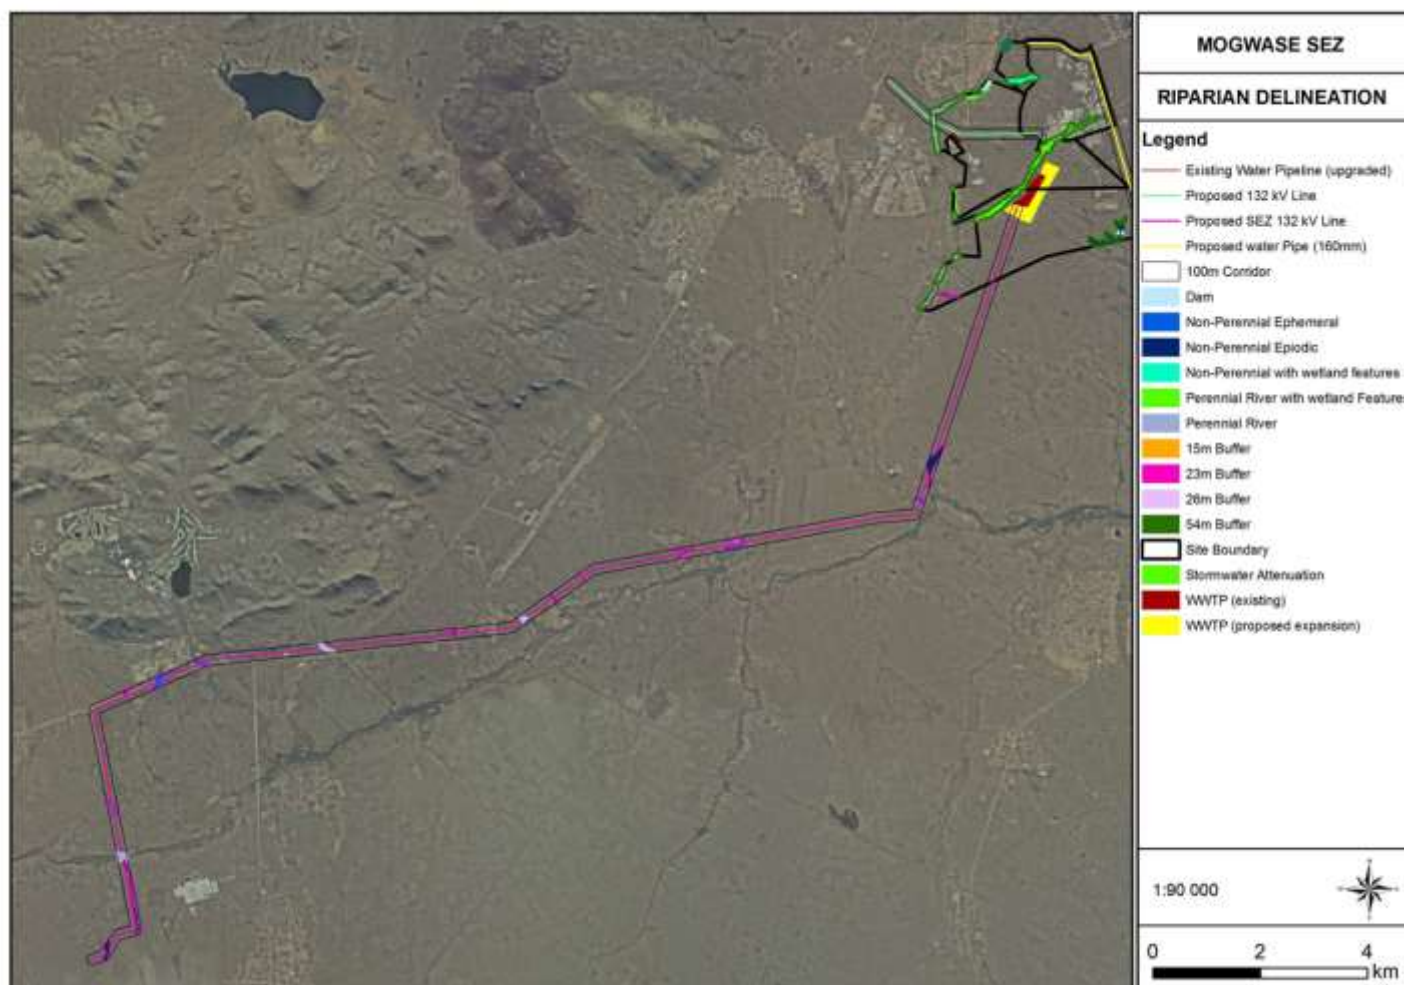 MOGWASE SEZ
RIPARIAN DELINEATION
Legend
Existing Water Pipeline (upgraded)
Proposed 132 kV Line
Proposed SEZ 132 kV Line
Proposed water Pipe (160mm)
100m Corridor
Dam
Non-Perennial Ephemeral
Non-Perennial Epiodic
Non-Perennial with wetland features
Perennial River with wetland Feature
Perennial River
15m Buffer
23m Buffer
26m Buffer
54m Buffer
Site Boundary
Stormwater Attenuation
WWTP (existing)
WWTP (proposed expansion)
1:90 000
0 2 4
km